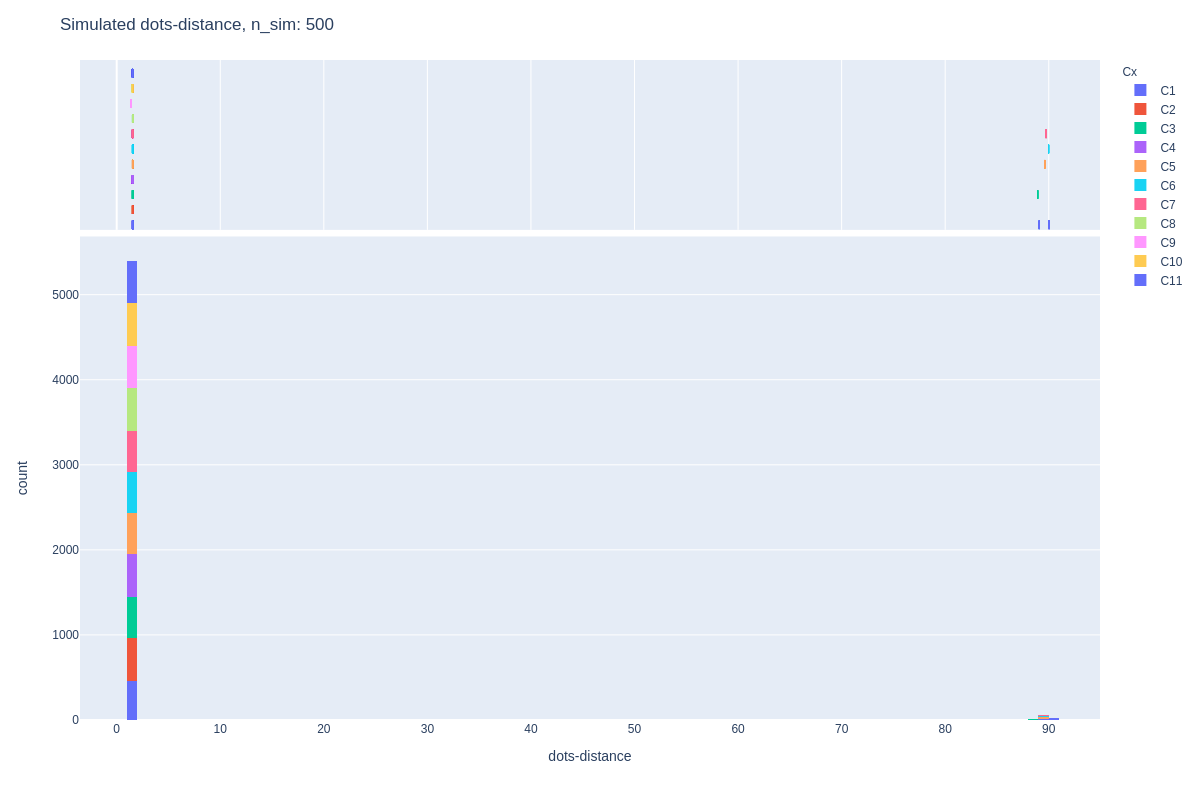 Simulated dots-distance, n_sim: 500
Cx
C1
C2
C3
C4
C5
C6
C7
C8
C9
C10
C11
5000
4000
3000
2000
1000
0
count
0 10 20 30 40 50 60 70 80 90
dots-distance